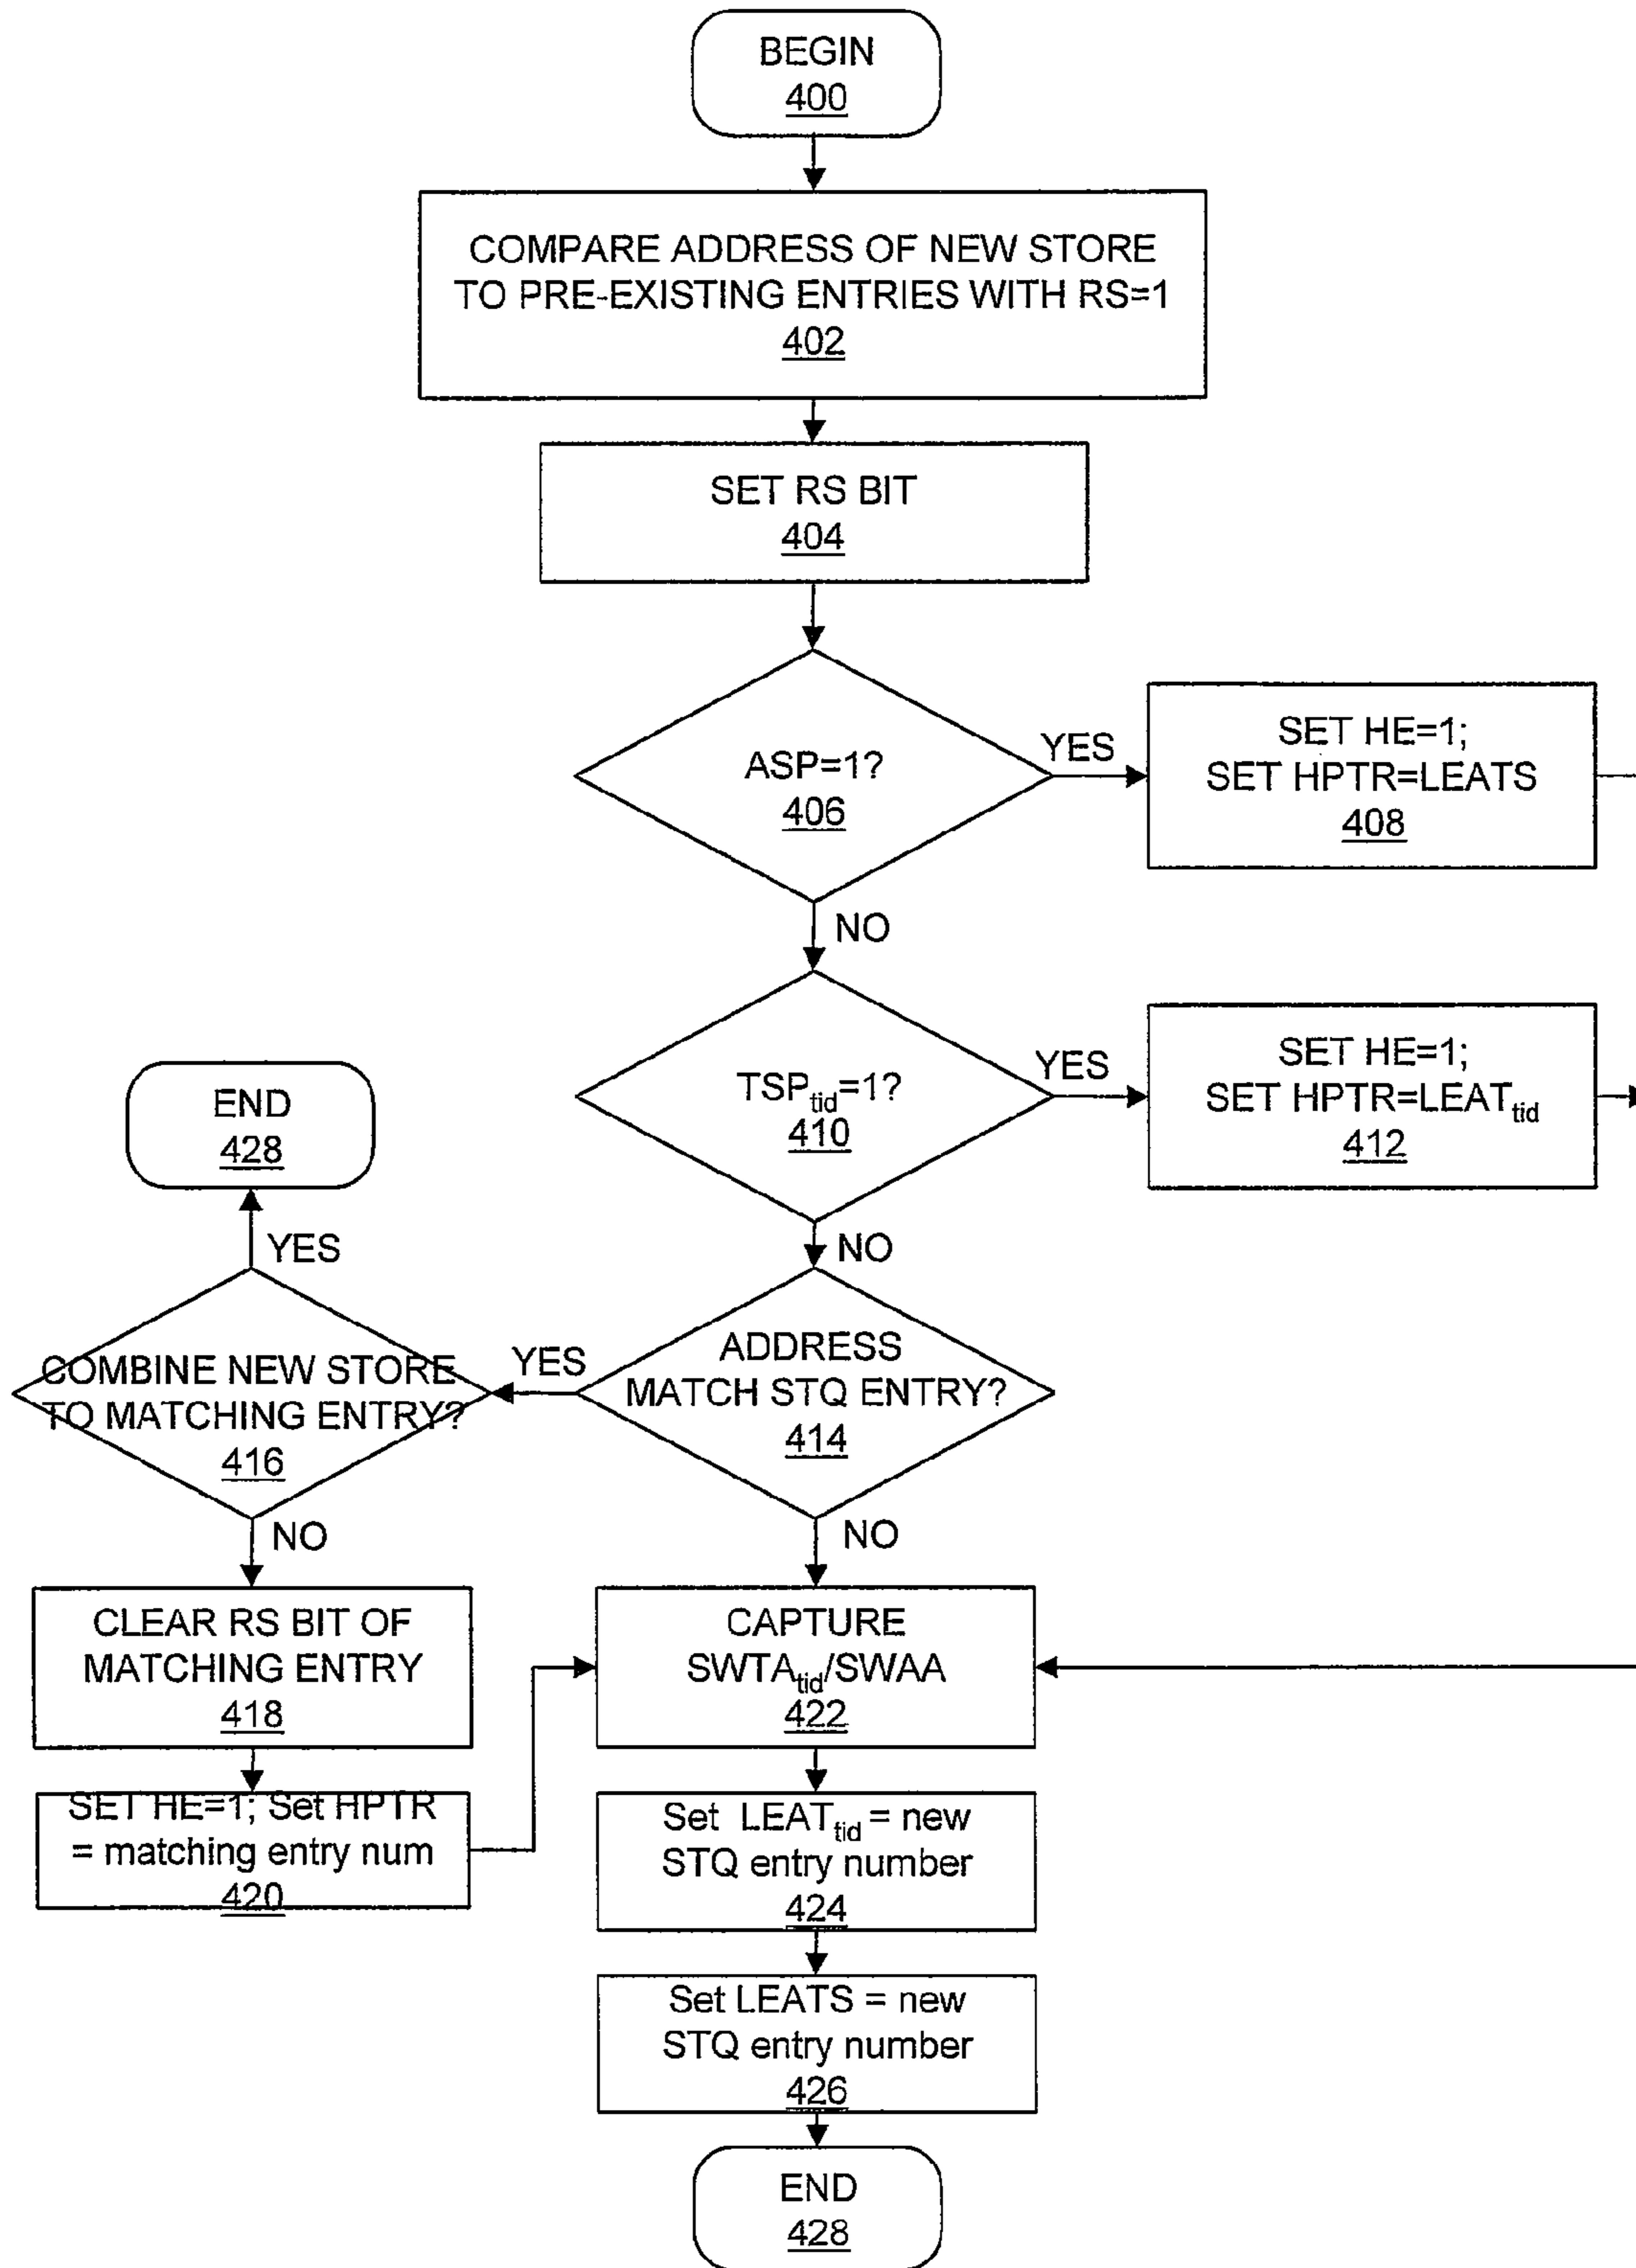 BEGIN
400
COMPARE ADDRESS OF NEW STORE
TO PRE-EXISTING ENTRIES WITH RS=1
402
SET RS BIT
404
ASP=1?
406
YES
SET HE=1;
SET HPTR=LEATS
408
NO
TSPtid=1?
410
YES
SET HE=1;
SET HPTR=LEATtid
412
NO
ADDRESS
MATCH STQ ENTRY?
414
YES
COMBINE NEW STORE
TO MATCHING ENTRY?
416
YES
END
428
NO
CLEAR RS BIT OF
MATCHING ENTRY
418
SET HE=1; Set HPTR
= matching entry num
420
NO
CAPTURE
SWTAtid/SWAA
422
Set LEATtid = new
STQ entry number
424
Set LEATS = new
STQ entry number
426
END
428